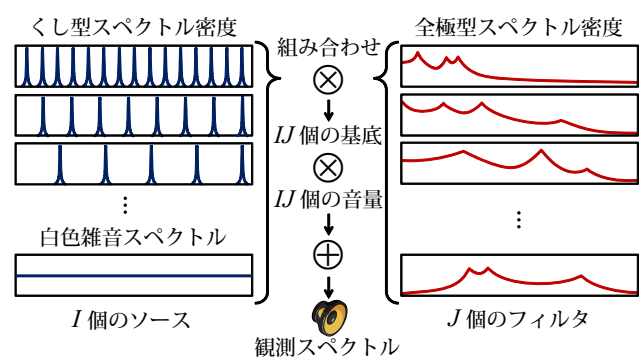 くし型スペクトル密度
組み合わせ
全極型スペクトル密度
IJ 個の基底
IJ 個の音量
⋮
白色雑音スペクトル
⋮
I 個のソース
J 個のフィルタ
観測スペクトル